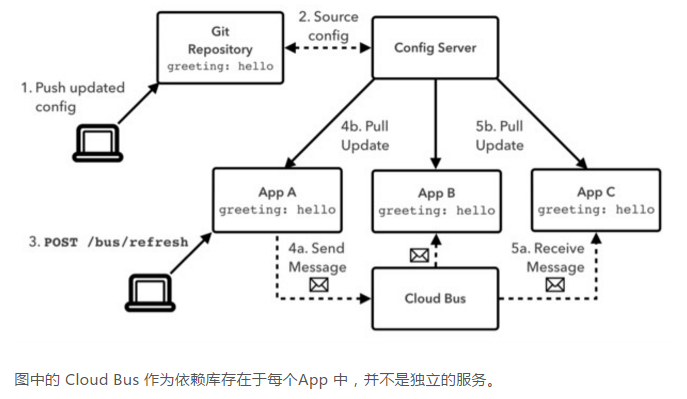 Git
Repository
greeting: hello
2. Source
config
Config Server
1. Push updated
config
4b. Pull
Update
5b. Pull
Update
App A
greeting: hello
App B
greeting: hello
App C
greeting: hello
3. POST /bus/refresh
4a. Send
Message
5a. Receive
Message
Cloud Bus
图中的 Cloud Bus 作为依赖库存在于每个App 中，并不是独立的服务。